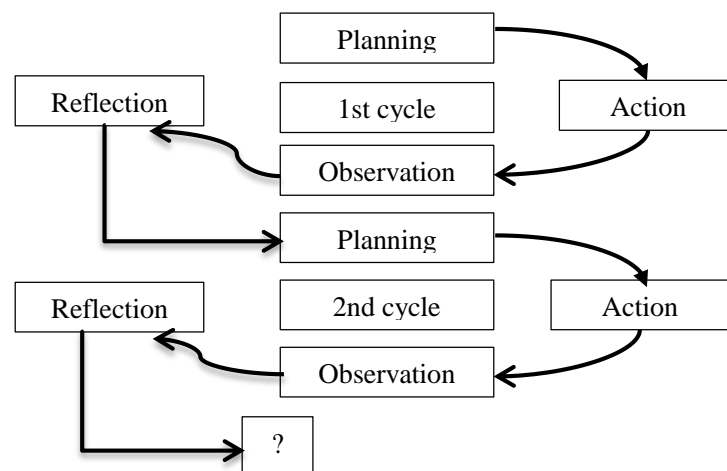 Planning
Reflection
1st cycle
Action
Observation
Planning
Reflection
2nd cycle
Action
Observation
?